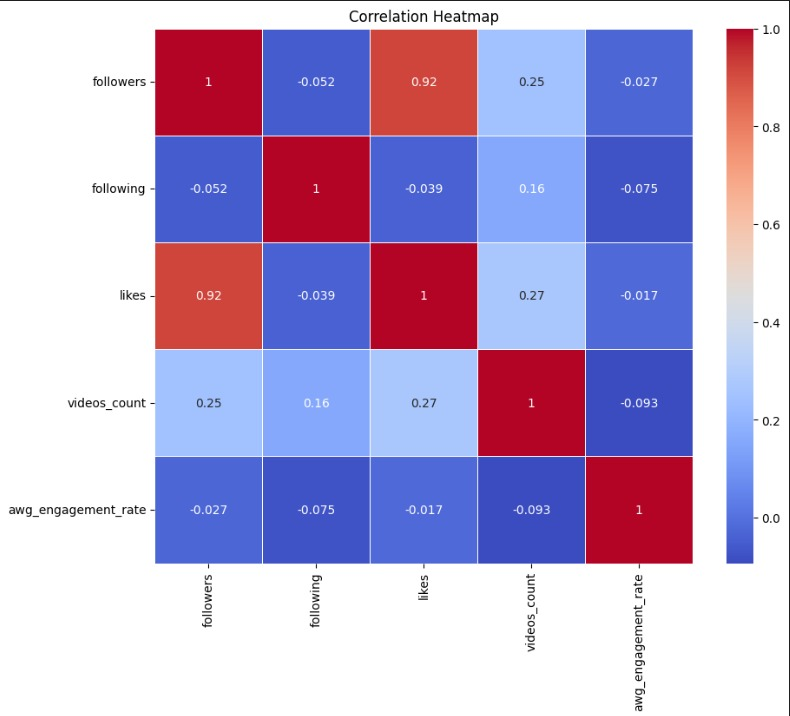 Correlation Heatmap
followers 1 -0.052 0.92 0.25 -0.027
following -0.052 1 -0.039 0.16 -0.075
likes 0.92 -0.039 1 0.27 -0.017
videos_count 0.25 0.16 0.27 1 -0.093
awg_engagement_rate -0.027 -0.075 -0.017 -0.093 1
followers
following
likes
videos_count
awg_engagement_rate
1.0
0.8
0.6
0.4
0.2
0.0